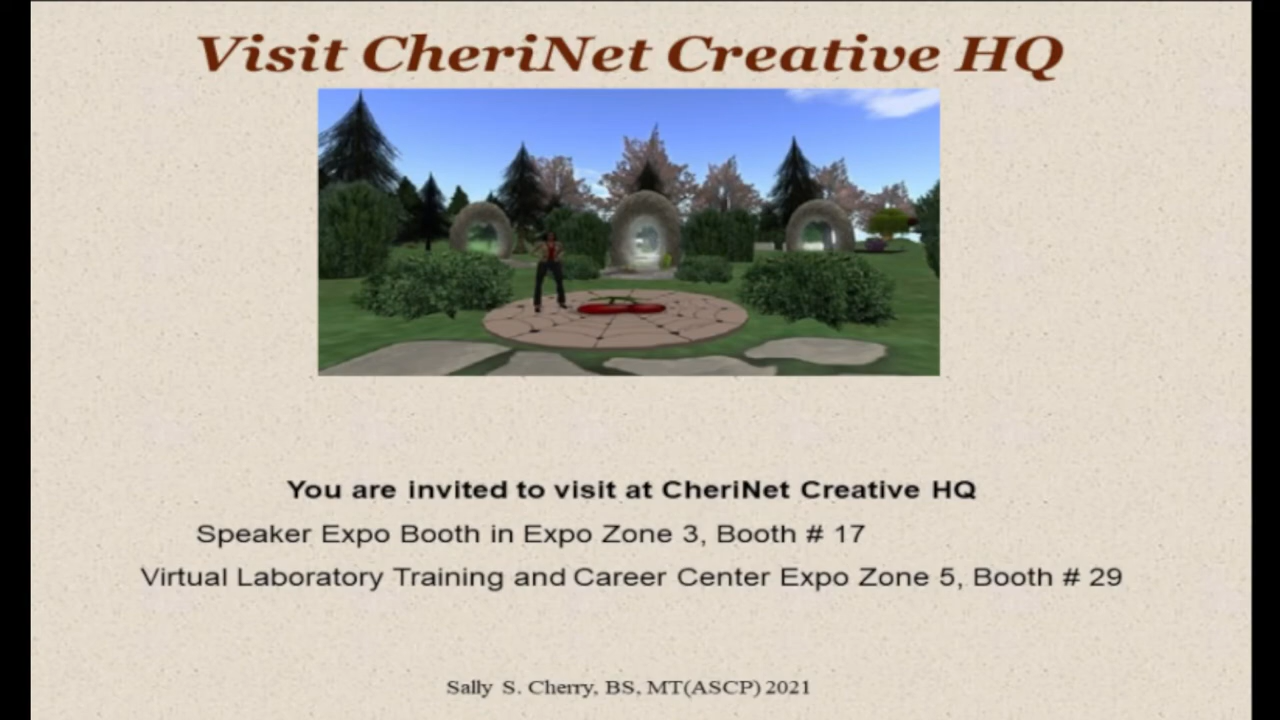 Visit CheriNet Creative HQ
You are invited to visit at CheriNet Creative HQ
Speaker Expo Booth in Expo Zone 3, Booth # 17
Virtual Laboratory Training and Career Center Expo Zone 5, Booth # 29
Sally S. Cherry, BS, MT(ASCP) 2021